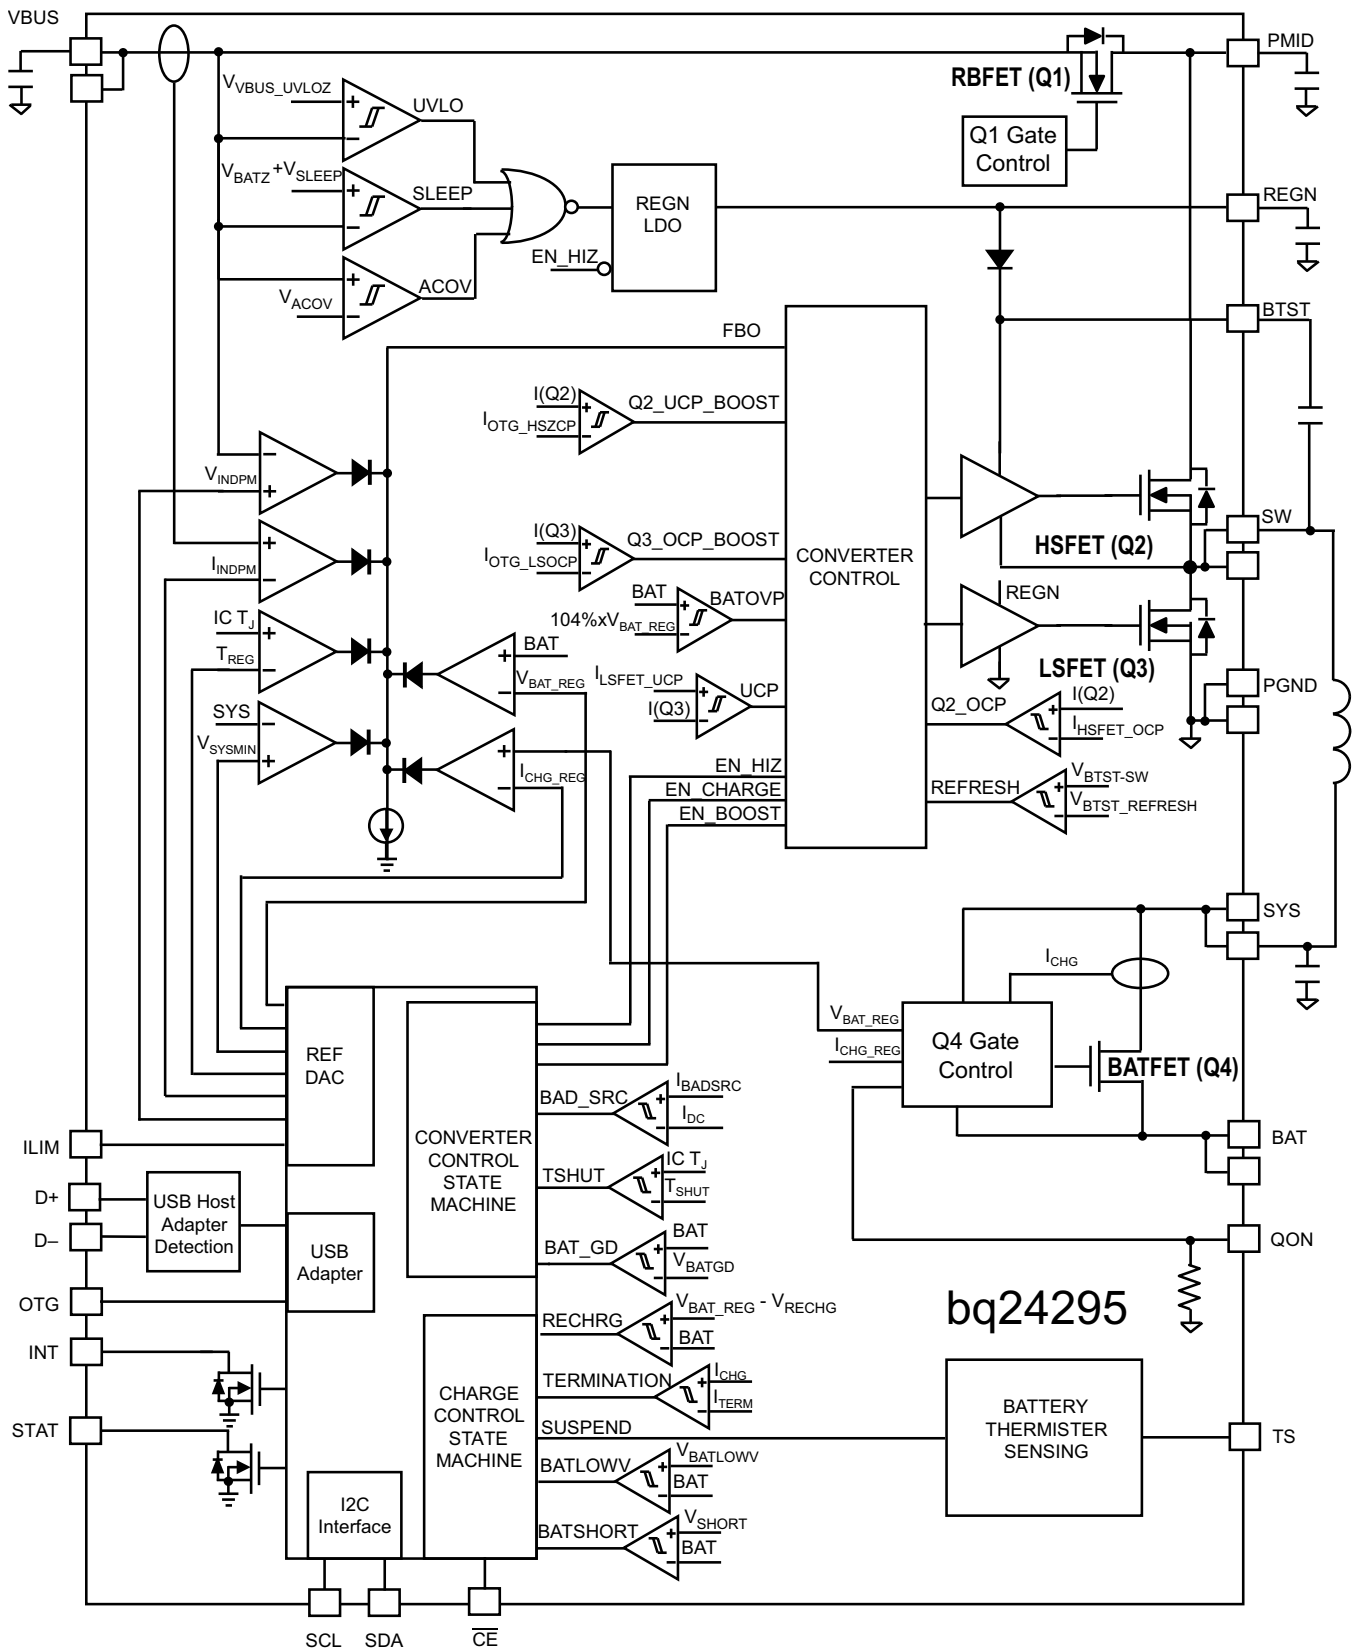 VBUS
PMID
RBFET (Q1)
V_VBUS_UVLOZ
UVLO
Q1 Gate
Control
V_BATZ +V_SLEEP
SLEEP
REGN
LDO
REGN
EN_HIZ
V_ACOV
ACOV
BTST
FBO
I(Q2)
I_OTG_HSZCP
Q2_UCP_BOOST
V_INDPM
I(Q3)
I_OTG_LSOCP
Q3_OCP_BOOST
CONVERTER
CONTROL
HSFET (Q2)
SW
I_INDPM
BAT
104%xV_BAT_REG
BATOVP
REGN
IC T_J
T_REG
BAT
V_BAT_REG
I_LSFET_UCP
I(Q3)
UCP
LSFET (Q3)
PGND
SYS
V_SYSMIN
Q2_OCP
I(Q2)
I_HSFET_OCP
I_CHG_REG
EN_HIZ
EN_CHARGE
EN_BOOST
REFRESH
V_BTST-SW
V_BTST_REFRESH
SYS
I_CHG
V_BAT_REG
I_CHG_REG
Q4 Gate
Control
BATFET (Q4)
REF
DAC
BAD_SRC
I_BADSRC
I_DC
ILIM
CONVERTER
CONTROL
STATE
MACHINE
BAT
TSHUT
IC T_J
T_SHUT
D+
D–
USB Host
Adapter
Detection
USB
Adapter
BAT_GD
BAT
V_BATGD
QON
OTG
bq24295
RECHRG
V_BAT_REG - V_RECHG
BAT
INT
TERMINATION
I_CHG
I_TERM
CHARGE
CONTROL
STATE
MACHINE
BATTERY
THERMISTER
SENSING
STAT
SUSPEND
TS
BATLOWV
V_BATLOWV
BAT
I2C
Interface
BATSHORT
V_SHORT
BAT
SCL
SDA
CE